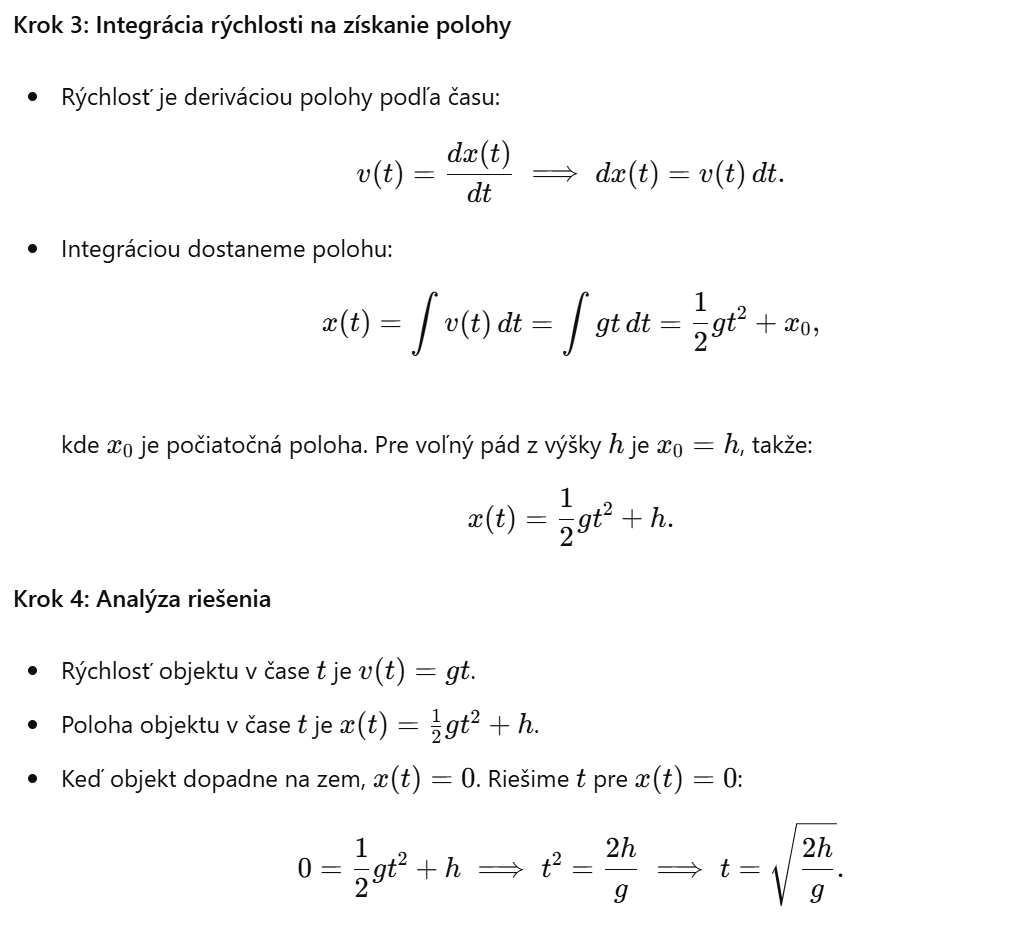 Krok 3: Integrácia rýchlosti na získanie polohy
• Rýchlosť je deriváciou polohy podľa času:
v(t) = dx(t)/dt ⟹ dx(t) = v(t) dt.
• Integráciou dostaneme polohu:
x(t) = ∫ v(t) dt = ∫ gt dt = 1/2 gt² + x₀,
kde x₀ je počiatočná poloha. Pre voľný pád z výšky h je x₀ = h, takže:
x(t) = 1/2 gt² + h.
Krok 4: Analýza riešenia
• Rýchlosť objektu v čase t je v(t) = gt.
• Poloha objektu v čase t je x(t) = 1/2 gt² + h.
• Keď objekt dopadne na zem, x(t) = 0. Riešime t pre x(t) = 0:
0 = 1/2 gt² + h ⟹ t² = 2h/g ⟹ t = √(2h/g).